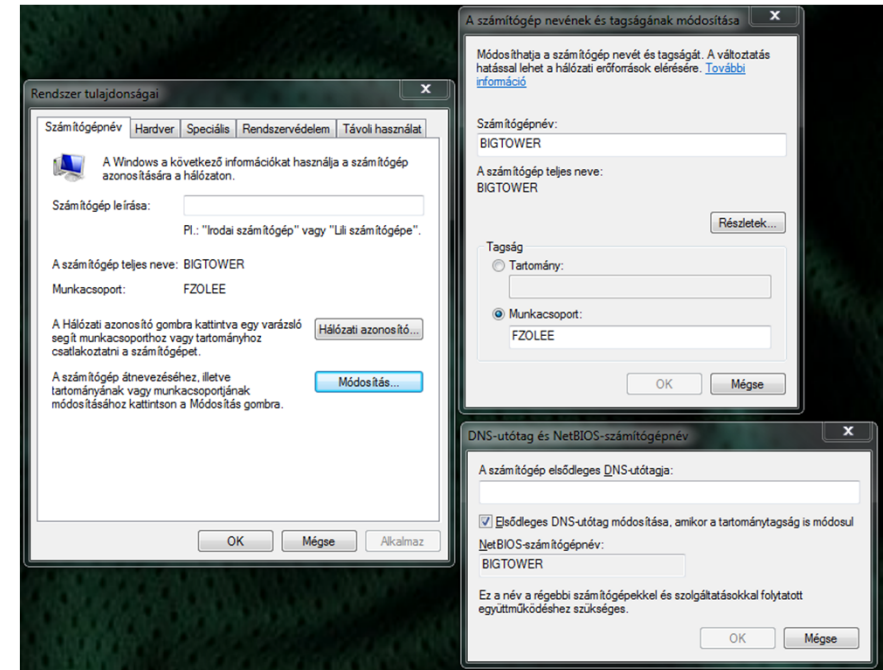 Rendszer tulajdonságai
x
Számítógépnév
Hardver
Speciális
Rendszervédelem
Távoli használat
A Windows a következő információkat használja a számítógép
azonosítására a hálózaton.
Számítógép leírása:
Pl.: "Irodai számítógép" vagy "Lili számítógépe".
A számítógép teljes neve: BIGTOWER
Munkacsoport: FZOLEE
A Hálózati azonosító gombra kattintva egy varázsló
segít munkacsoporthoz vagy tartományhoz
csatlakoztatni a számítógépet.
Hálózati azonosító...
A számítógép átnevezéséhez, illetve
tartományának vagy munkacsoportjának
módosításához kattintson a Módosítás gombra.
Módosítás...
OK
Mégse
Alkalmaz
A számítógép nevének és tagságának módosítása
x
Módosíthatja a számítógép nevét és tagságát. A változtatás
hatással lehet a hálózati erőforrások elérésére. További
információ
Számítógépnév:
BIGTOWER
A számítógép teljes neve:
BIGTOWER
Részletek...
Tagság
Tartomány:
Munkacsoport:
FZOLEE
OK
Mégse
DNS-utótag és NetBIOS-számítógépnév
x
A számítógép elsődleges DNS-utótagja:
Elsődleges DNS-utótag módosítása, amikor a tartománytagság is módosul
NetBIOS-számítógépnév:
BIGTOWER
Ez a név a régebbi számítógépekkel és szolgáltatásokkal folytatott
együttműködéshez szükséges.
OK
Mégse